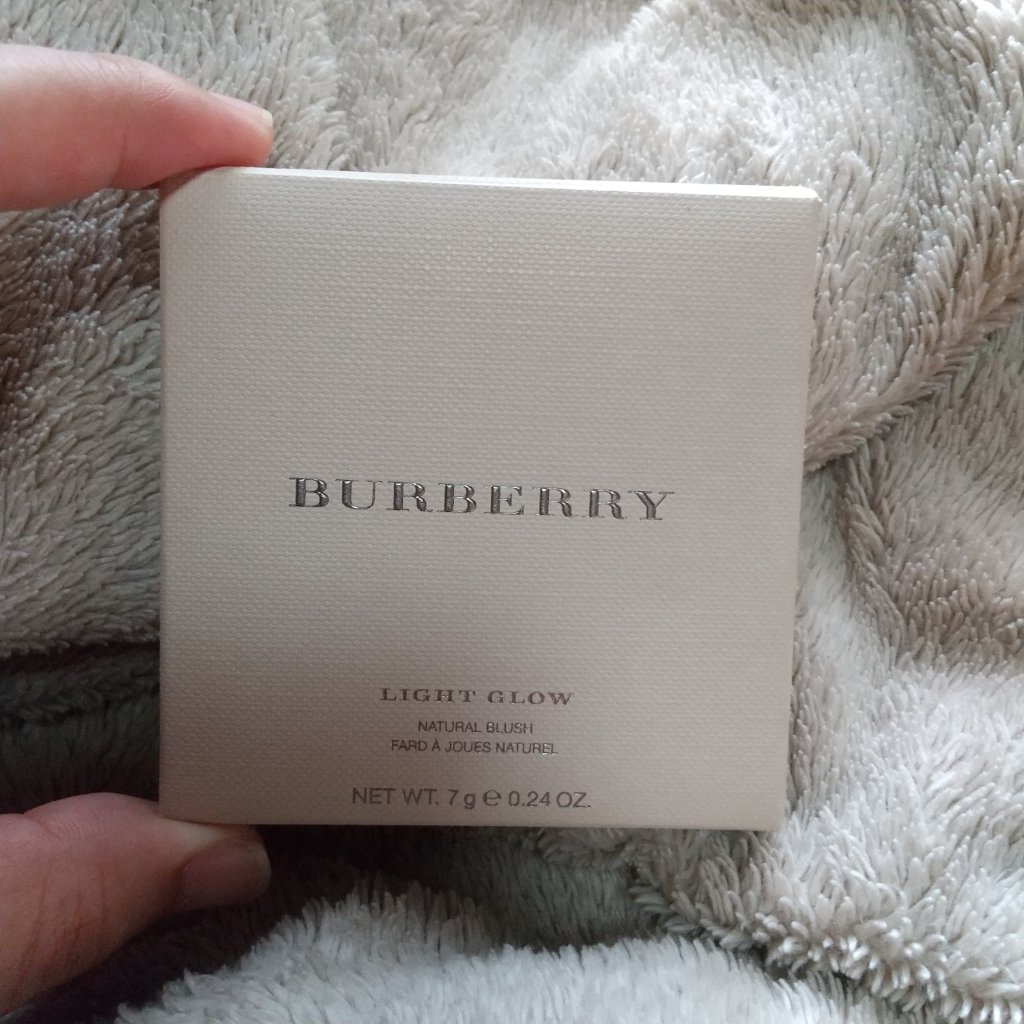 BURBERRY
LIGHT GLOW
NATURAL BLUSH
FARD À JOUES NATUREL
NET WT. 7 g ℮ 0.24 OZ.